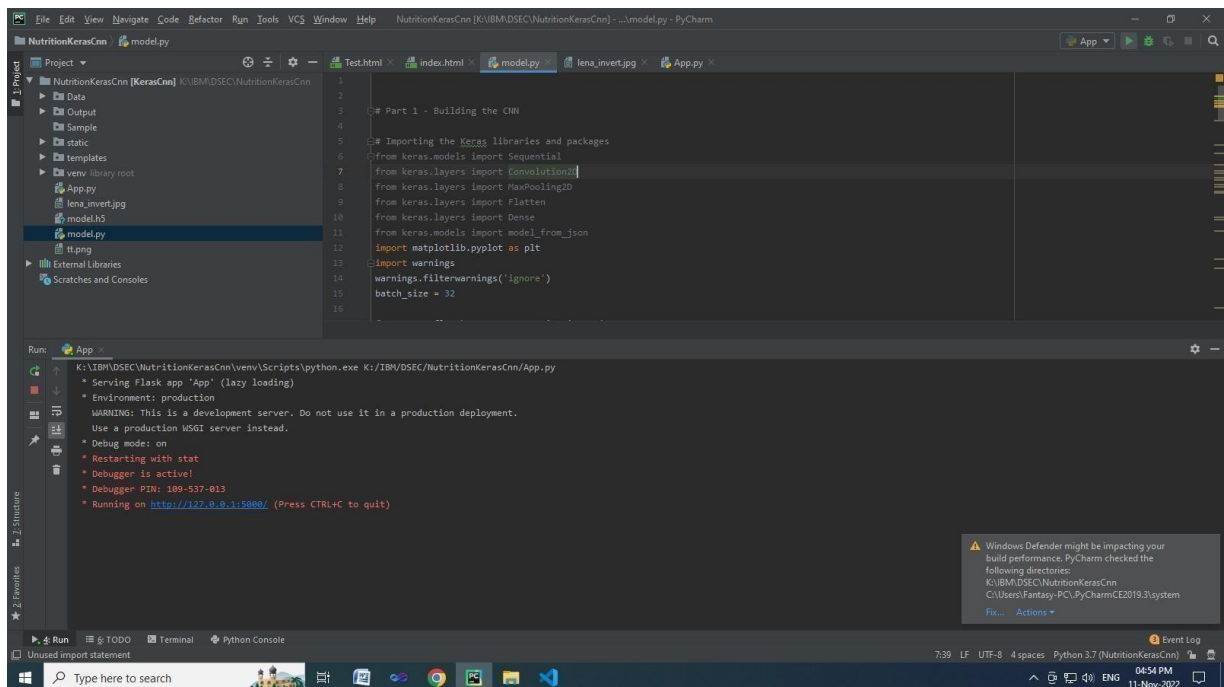 File Edit View Navigate Code Refactor Run Tools VCS Window Help NutritionKerasCnn [K:\IBM\DSEC\NutritionKerasCnn] - ...\model.py - PyCharm
NutritionKerasCnn model.py App
Project Test.html index.html model.py lena_invert.jpg App.py
1: Project
NutritionKerasCnn [KerasCnn] K:\IBM\DSEC\NutritionKerasCnn
Data
Output
Sample
static
templates
venv library root
App.py
lena_invert.jpg
model.h5
model.py
tt.png
External Libraries
Scratches and Consoles
1
2
3 # Part 1 - Building the CNN
4
5 # Importing the Keras libraries and packages
6 from keras.models import Sequential
7 from keras.layers import Convolution2D
8 from keras.layers import MaxPooling2D
9 from keras.layers import Flatten
10 from keras.layers import Dense
11 from keras.models import model_from_json
12 import matplotlib.pyplot as plt
13 import warnings
14 warnings.filterwarnings('ignore')
15 batch_size = 32
16
Run: App
K:\IBM\DSEC\NutritionKerasCnn\venv\Scripts\python.exe K:/IBM/DSEC/NutritionKerasCnn/App.py
* Serving Flask app 'App' (lazy loading)
* Environment: production
WARNING: This is a development server. Do not use it in a production deployment.
Use a production WSGI server instead.
* Debug mode: on
* Restarting with stat
* Debugger is active!
* Debugger PIN: 109-537-013
* Running on http://127.0.0.1:5000/ (Press CTRL+C to quit)
7: Structure
2: Favorites
Windows Defender might be impacting your
build performance. PyCharm checked the
following directories:
K:\IBM\DSEC\NutritionKerasCnn
C:\Users\Fantasy-PC\.PyCharmCE2019.3\system
Fix... Actions
4: Run 6: TODO Terminal Python Console 3 Event Log
Unused import statement 7:39 LF UTF-8 4 spaces Python 3.7 (NutritionKerasCnn)
Type here to search ENG 04:54 PM
11-Nov-2022